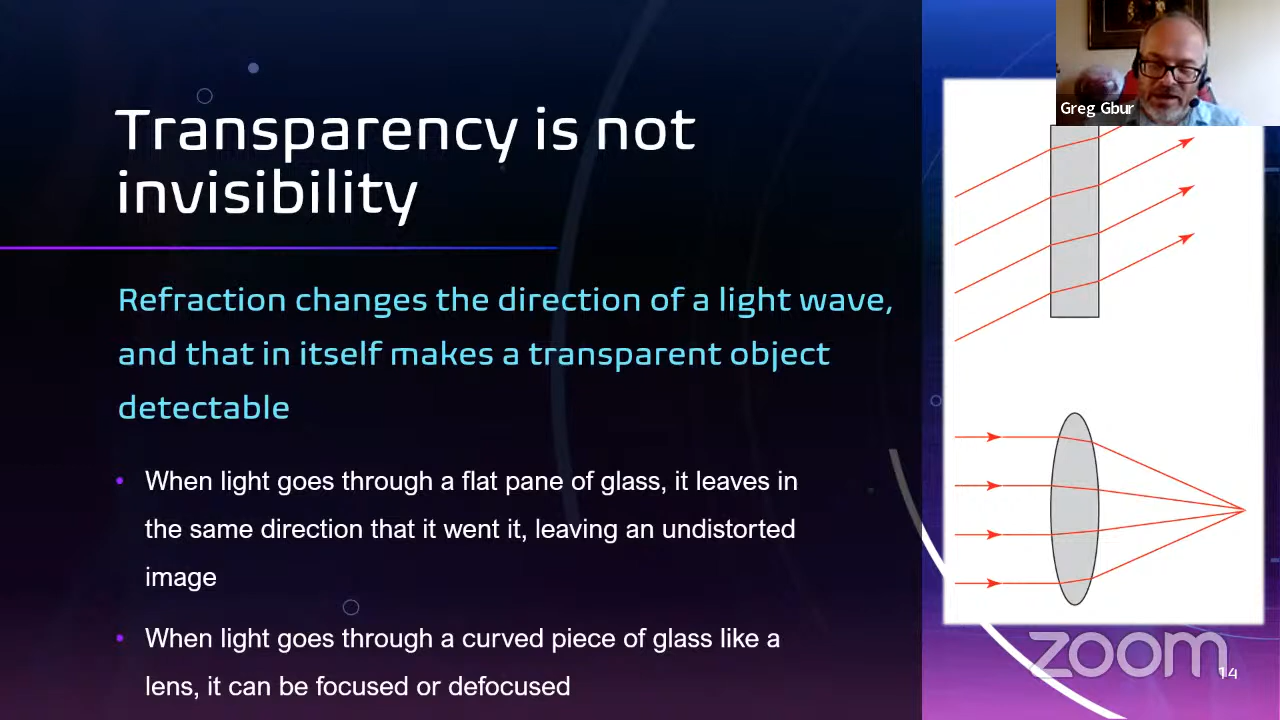 Transparency is not
invisibility
Refraction changes the direction of a light wave,
and that in itself makes a transparent object
detectable
• When light goes through a flat pane of glass, it leaves in
the same direction that it went it, leaving an undistorted
image
• When light goes through a curved piece of glass like a
lens, it can be focused or defocused
Greg Gbur
zoom
14